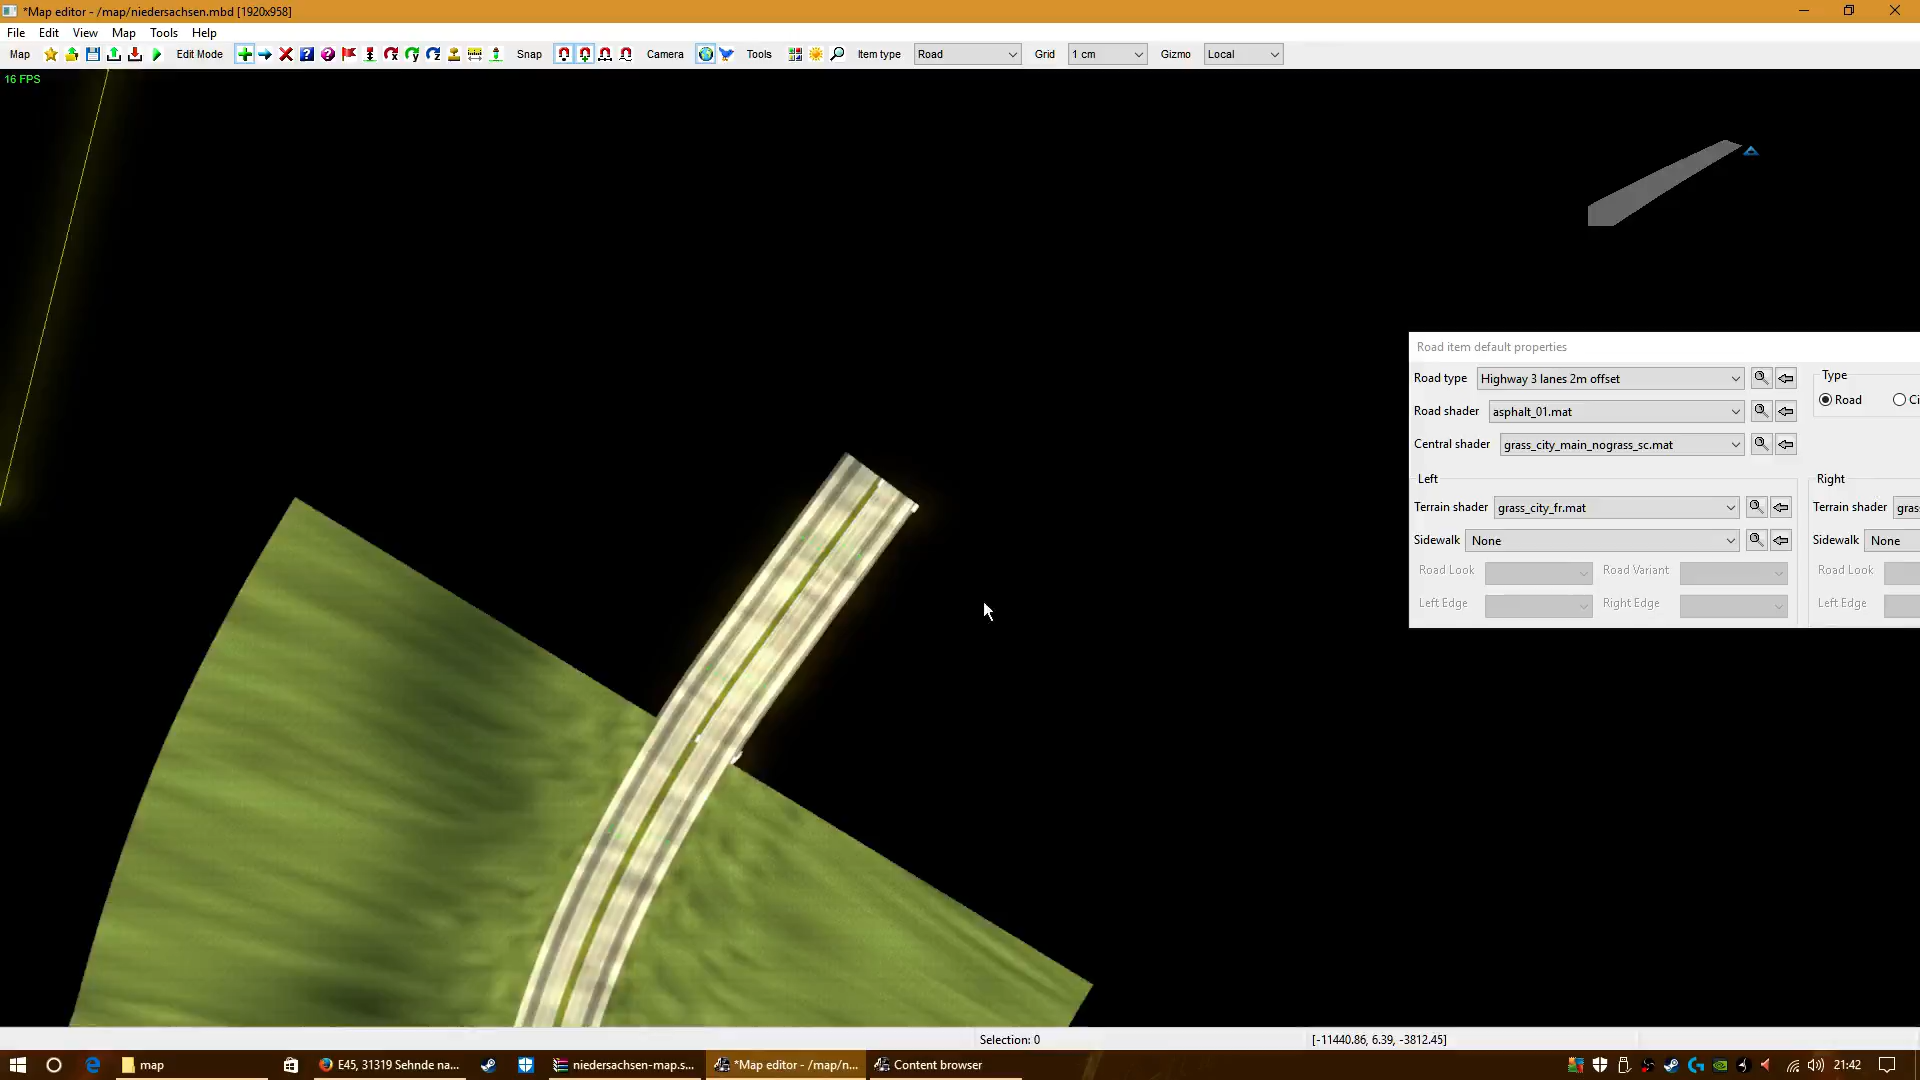 *Map editor - /map/niedersachsen.mbd [1920x958]
File Edit View Map Tools Help
Map Edit Mode Snap Camera Tools Item type Road Grid 1 cm Gizmo Local
16 FPS
Road item default properties
Road type Highway 3 lanes 2m offset Type
Road shader asphalt_01.mat Road Ci
Central shader grass_city_main_nograss_sc.mat
Left Right
Terrain shader grass_city_fr.mat Terrain shader gras
Sidewalk None Sidewalk None
Road Look Road Variant Road Look
Left Edge Right Edge Left Edge
Selection: 0 [-11440.86, 6.39, -3812.45]
map E45, 31319 Sehnde na... niedersachsen-map.s... *Map editor - /map/n... Content browser 21:42